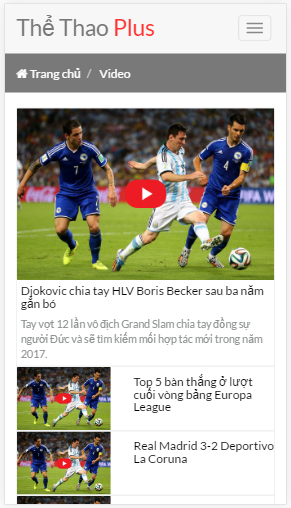 Thể Thao Plus
Trang chủ / Video
7
4
Djokovic chia tay HLV Boris Becker sau ba năm
gắn bó
Tay vợt 12 lần vô địch Grand Slam chia tay đồng sự
người Đức và sẽ tìm kiếm mối hợp tác mới trong năm
2017.
Top 5 bàn thắng ở lượt
cuối vòng bảng Europa
League
Real Madrid 3-2 Deportivo
La Coruna